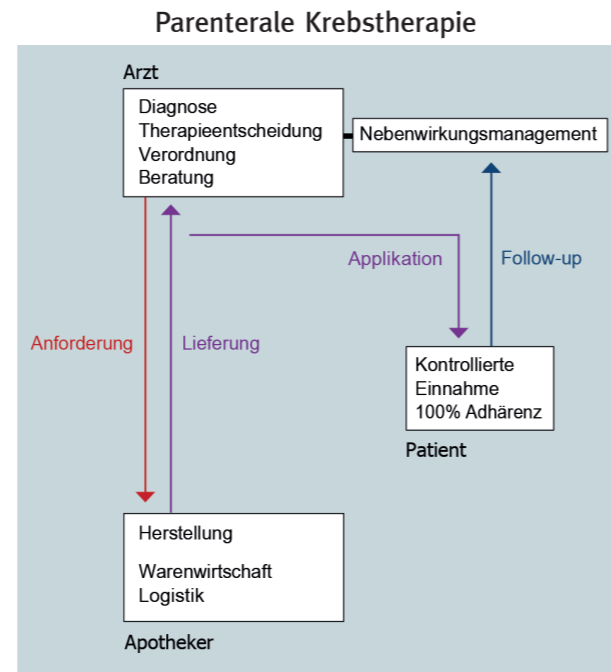 Parenterale Krebstherapie
Arzt
Diagnose
Therapieentscheidung
Verordnung
Beratung
Nebenwirkungsmanagement
Applikation
Follow-up
Anforderung
Lieferung
Kontrollierte
Einnahme
100% Adhärenz
Patient
Herstellung
Warenwirtschaft
Logistik
Apotheker